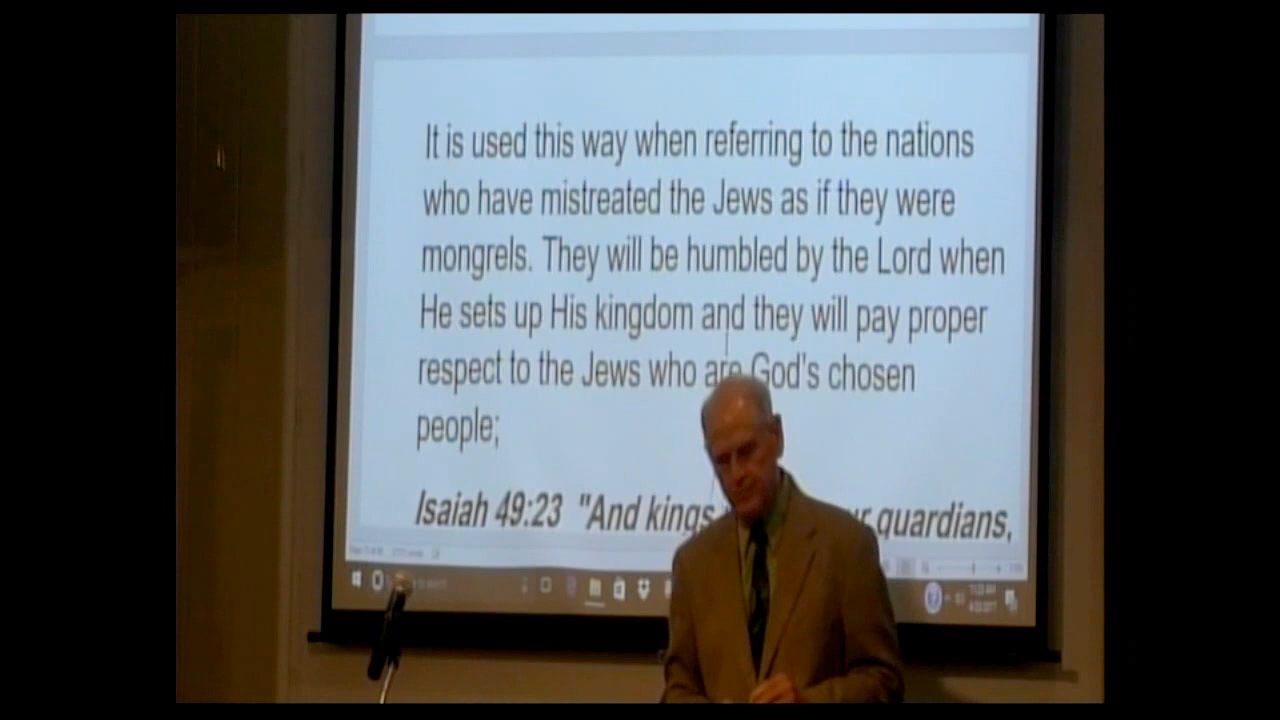 It is used this way when referring to the nations
who have mistreated the Jews as if they were
mongrels. They will be humbled by the Lord when
He sets up His kingdom and they will pay proper
respect to the Jews who are God's chosen
people;
Isaiah 49:23 "And kings guardians,